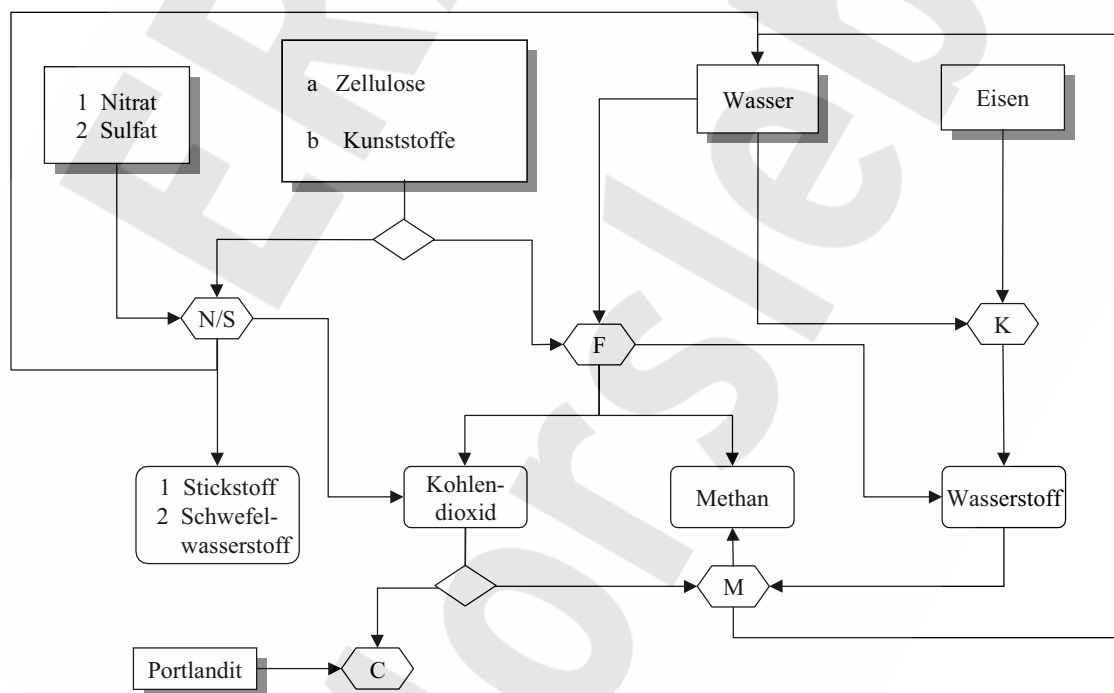 1 Nitrat
2 Sulfat
a Zellulose
b Kunststoffe
Wasser
Eisen
N/S
F
K
1 Stickstoff
2 Schwefel-
wasserstoff
Kohlen-
dioxid
Methan
Wasserstoff
M
Portlandit
C